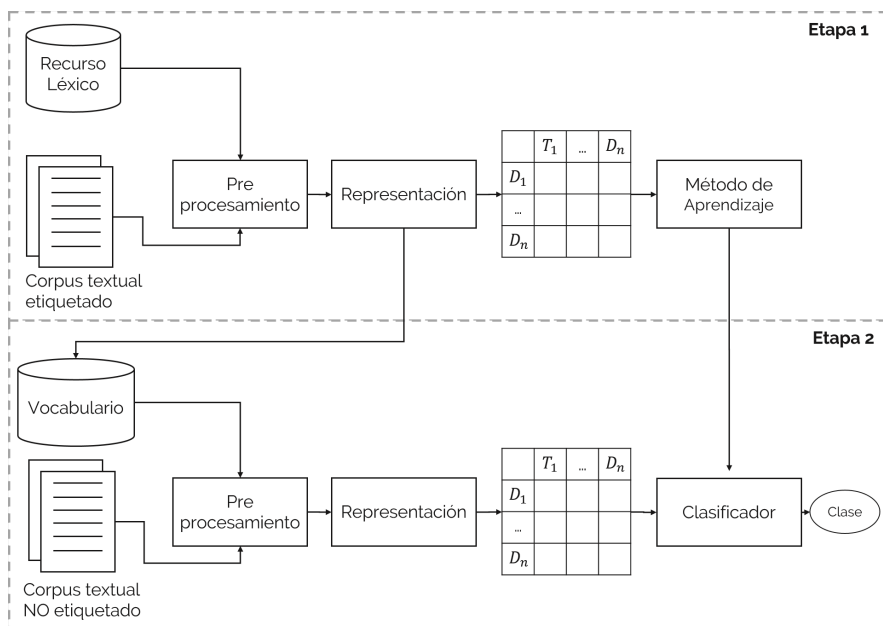 Etapa 1
Recurso
Léxico
Pre
procesamiento
Representación
T₁ ... Dₙ
D₁
...
Dₙ
Método de
Aprendizaje
Corpus textual
etiquetado
Etapa 2
Vocabulario
Pre
procesamiento
Representación
T₁ ... Dₙ
D₁
...
Dₙ
Clasificador
Clase
Corpus textual
NO etiquetado